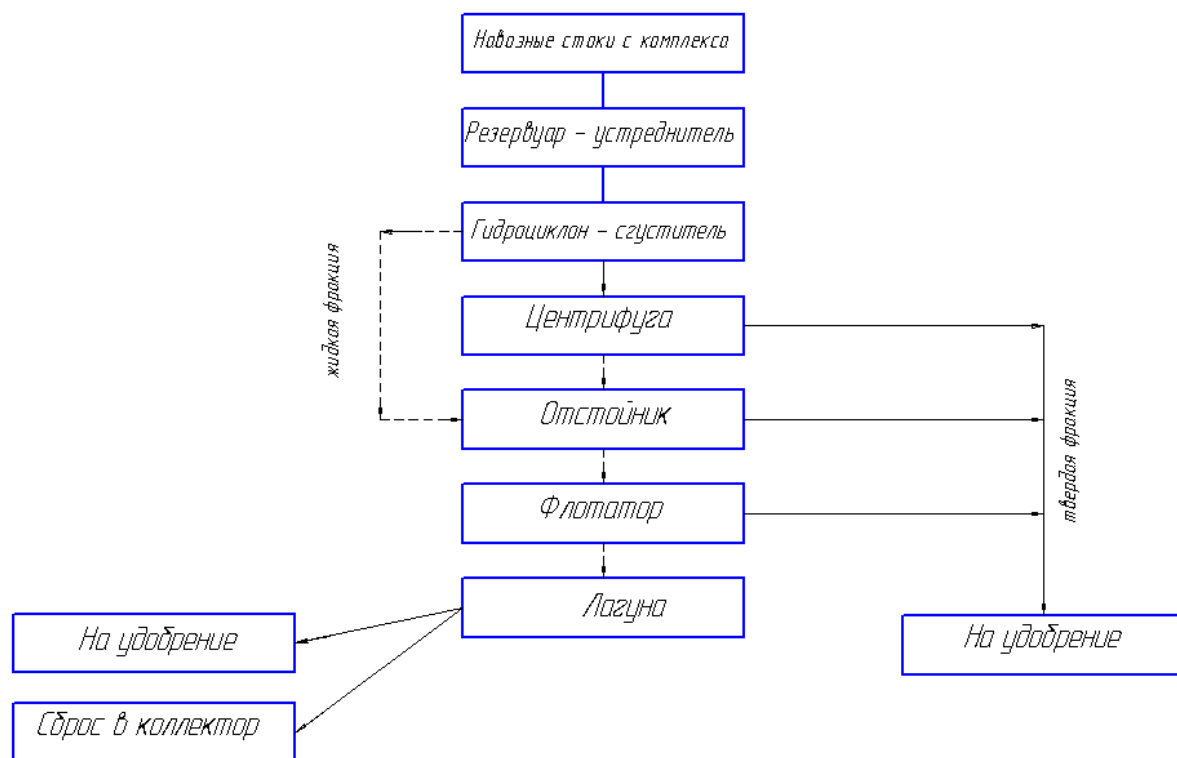 Навозные стоки с комплекса
Резервуар - устреднитель
Гидроциклон - сгуститель
жидкая фракция
Центрифуга
Отстойник
твердая фракция
Флотатор
Лагуна
На удобрение
На удобрение
Сброс в коллектор